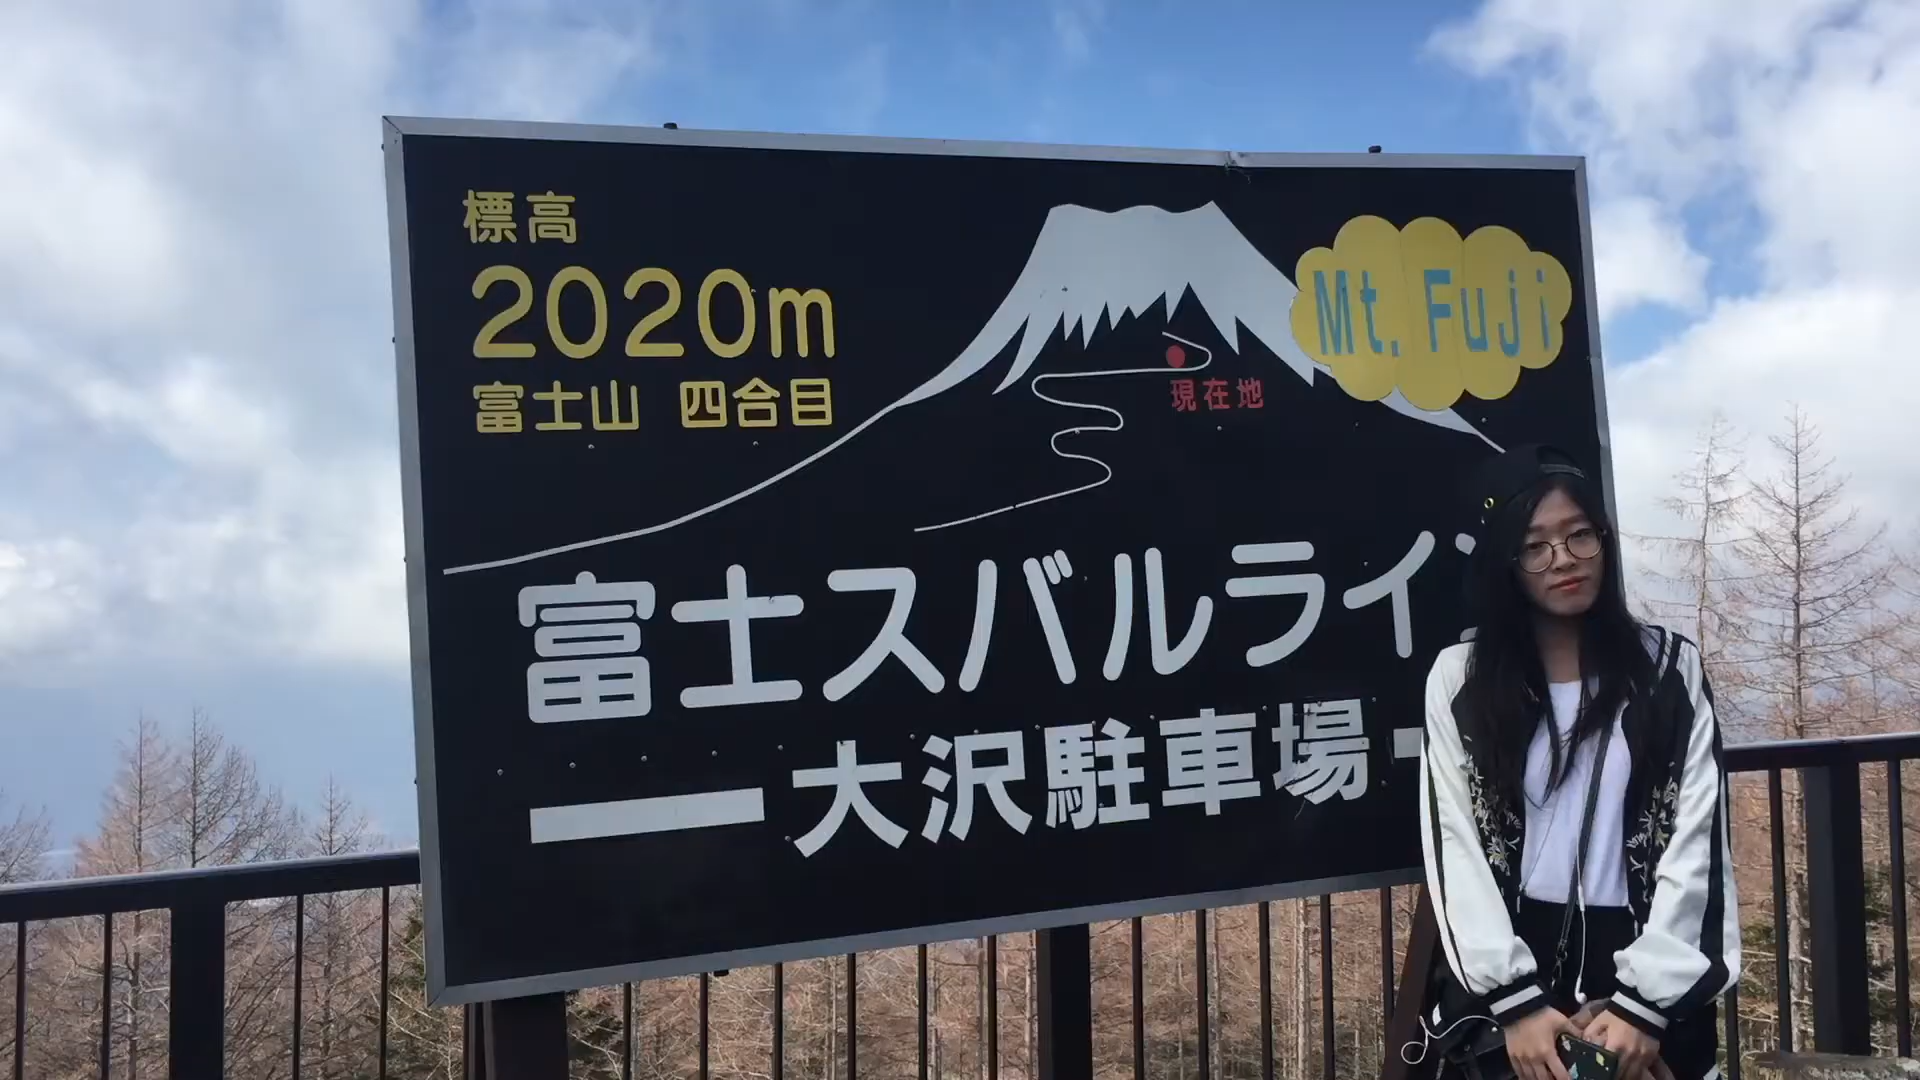 標高
2020m
富士山 四合目
Mt. Fuji
現在地
富士スバルライ
大沢駐車場